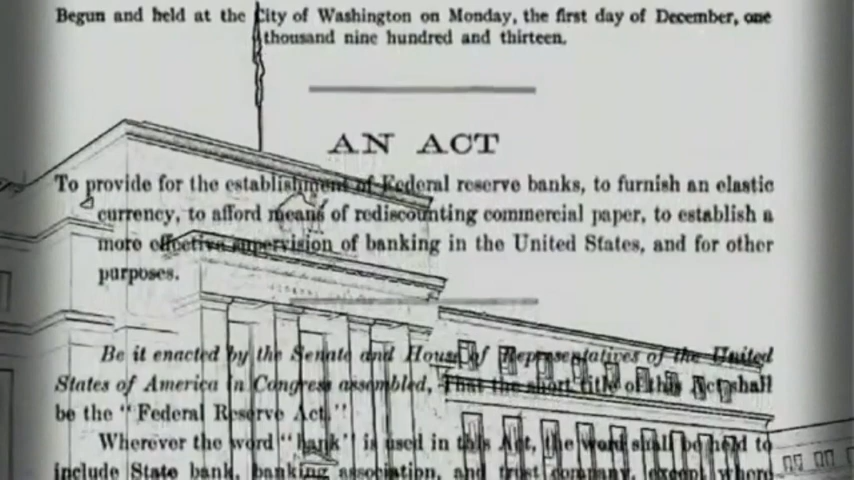 Begun and held at the City of Washington on Monday, the first day of December, one
thousand nine hundred and thirteen.
AN ACT
To provide for the establishment of Federal reserve banks, to furnish an elastic
currency, to afford means of rediscounting commercial paper, to establish a
more effective supervision of banking in the United States, and for other
purposes.
Be it enacted by the Senate and House of Representatives of the United
States of America in Congress assembled, That the short title of this Act shall
be the "Federal Reserve Act."
Wherever the word "bank" is used in this Act, the word shall be held to
include State bank, banking association, and trust company, except where